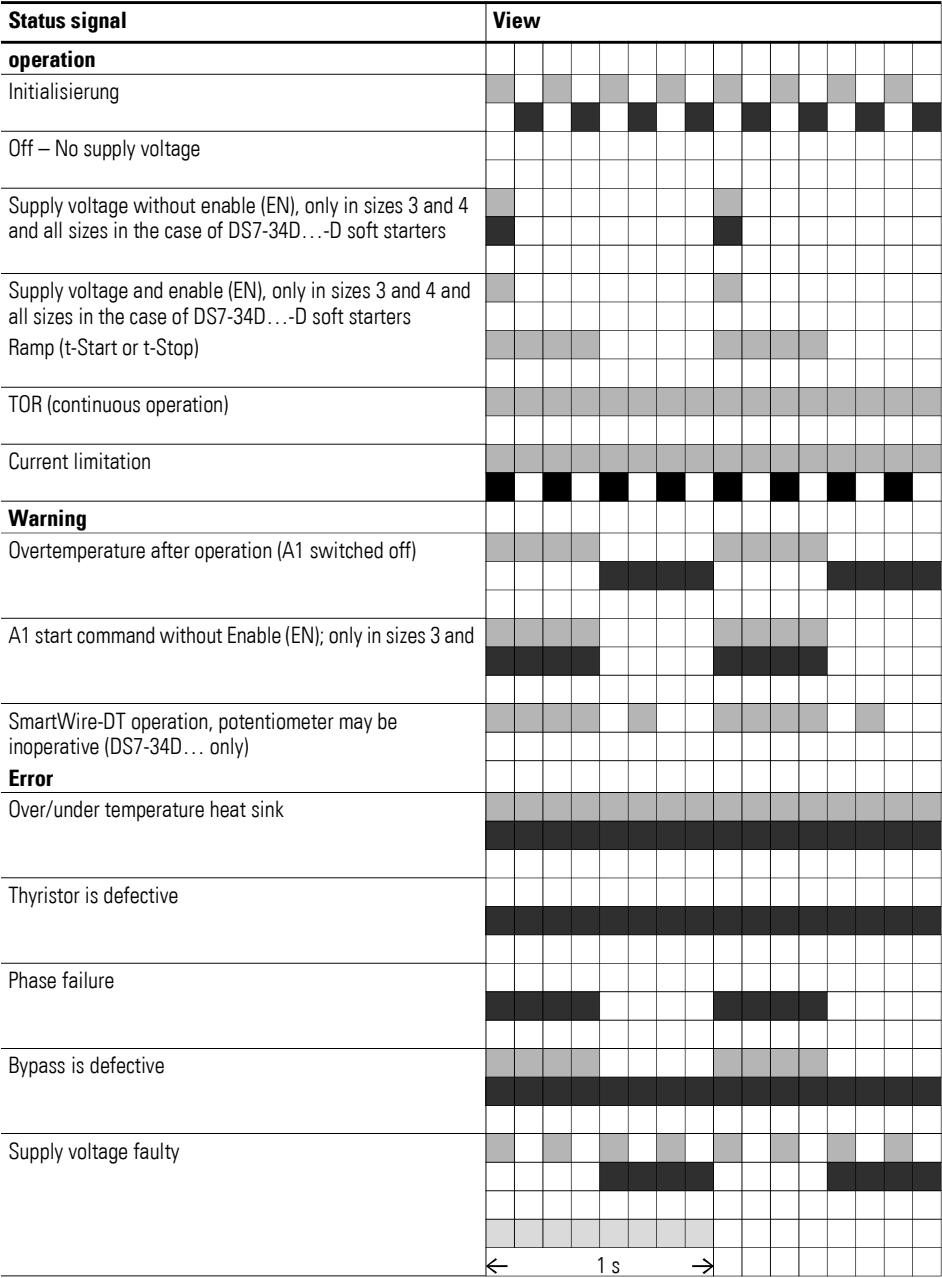 Status signal
View
operation
Initialisierung
Off – No supply voltage
Supply voltage without enable (EN), only in sizes 3 and 4
and all sizes in the case of DS7-34D…-D soft starters
Supply voltage and enable (EN), only in sizes 3 and 4 and
all sizes in the case of DS7-34D…-D soft starters
Ramp (t-Start or t-Stop)
TOR (continuous operation)
Current limitation
Warning
Overtemperature after operation (A1 switched off)
A1 start command without Enable (EN); only in sizes 3 and
SmartWire-DT operation, potentiometer may be
inoperative (DS7-34D… only)
Error
Over/under temperature heat sink
Thyristor is defective
Phase failure
Bypass is defective
Supply voltage faulty
1 s